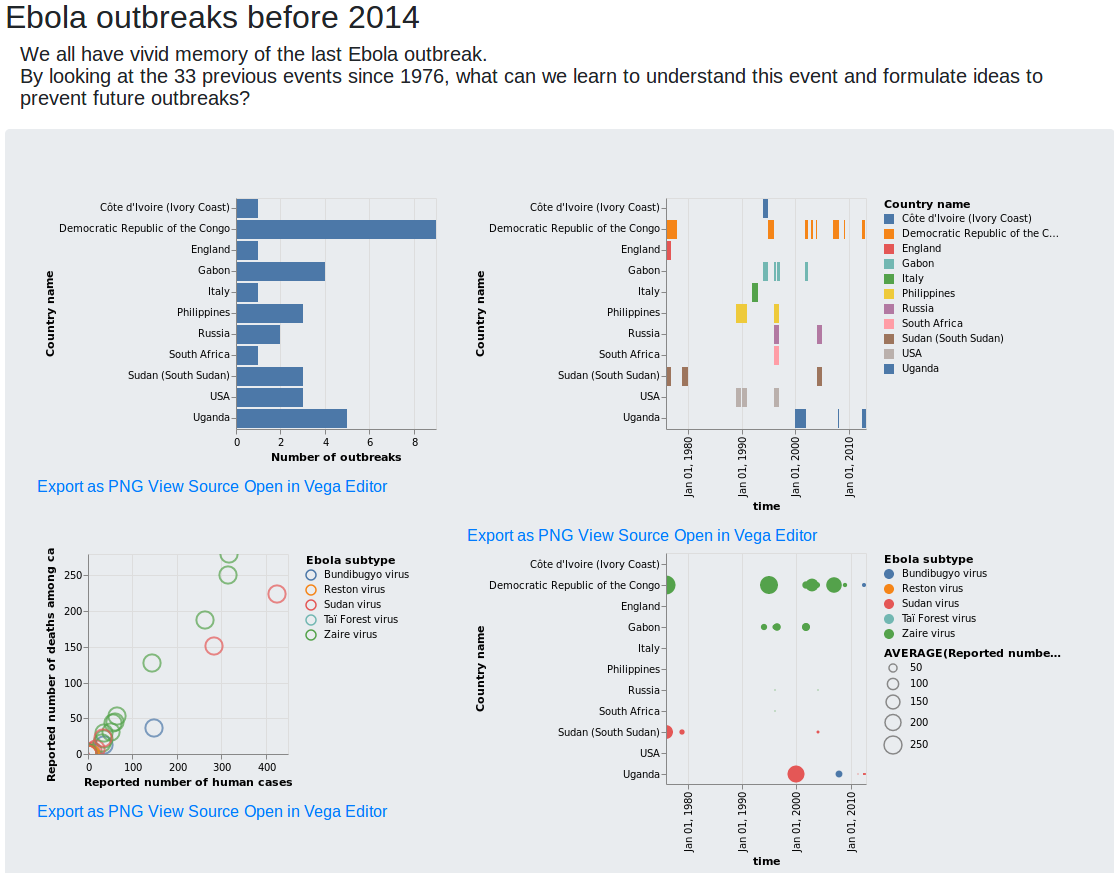 Ebola outbreaks before 2014
We all have vivid memory of the last Ebola outbreak.
By looking at the 33 previous events since 1976, what can we learn to understand this event and formulate ideas to
prevent future outbreaks?
Country name
Côte d'Ivoire (Ivory Coast)
Democratic Republic of the Congo
England
Gabon
Italy
Philippines
Russia
South Africa
Sudan (South Sudan)
USA
Uganda
0 2 4 6 8
Number of outbreaks
Export as PNG View Source Open in Vega Editor
Country name
Côte d'Ivoire (Ivory Coast)
Democratic Republic of the Congo
England
Gabon
Italy
Philippines
Russia
South Africa
Sudan (South Sudan)
USA
Uganda
Jan 01, 1980
Jan 01, 1990
Jan 01, 2000
Jan 01, 2010
time
Country name
Côte d'Ivoire (Ivory Coast)
Democratic Republic of the C...
England
Gabon
Italy
Philippines
Russia
South Africa
Sudan (South Sudan)
USA
Uganda
Export as PNG View Source Open in Vega Editor
Reported number of deaths among ca
250
200
150
100
50
0
0 100 200 300 400
Reported number of human cases
Ebola subtype
Bundibugyo virus
Reston virus
Sudan virus
Taï Forest virus
Zaire virus
Export as PNG View Source Open in Vega Editor
Country name
Côte d'Ivoire (Ivory Coast)
Democratic Republic of the Congo
England
Gabon
Italy
Philippines
Russia
South Africa
Sudan (South Sudan)
USA
Uganda
Jan 01, 1980
Jan 01, 1990
Jan 01, 2000
Jan 01, 2010
time
Ebola subtype
Bundibugyo virus
Reston virus
Sudan virus
Taï Forest virus
Zaire virus
AVERAGE(Reported numbe...
50
100
150
200
250